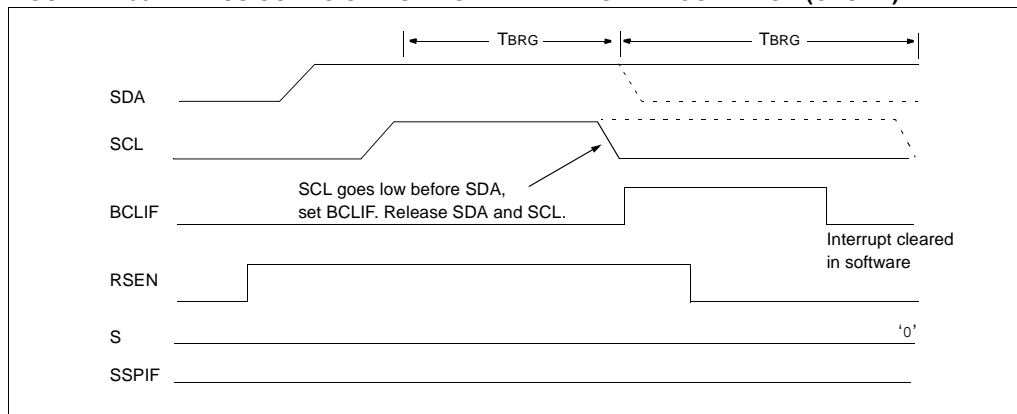 TBRG TBRG
SDA
SCL
SCL goes low before SDA,
set BCLIF. Release SDA and SCL.
BCLIF
Interrupt cleared
in software
RSEN
S '0'
SSPIF